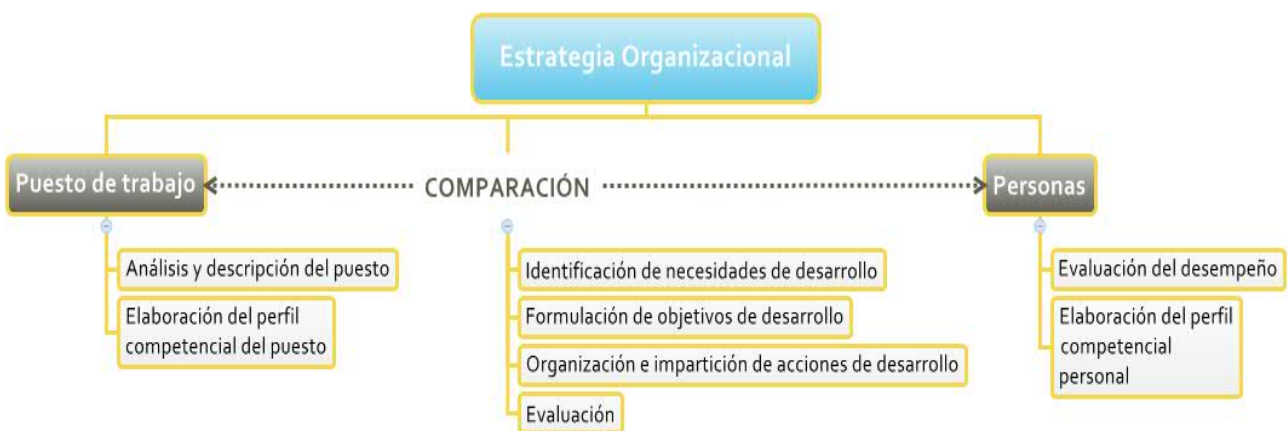 Estrategia Organizacional
Puesto de trabajo
COMPARACIÓN
Personas
Análisis y descripción del puesto
Elaboración del perfil
competencial del puesto
Identificación de necesidades de desarrollo
Formulación de objetivos de desarrollo
Organización e impartición de acciones de desarrollo
Evaluación
Evaluación del desempeño
Elaboración del perfil
competencial
personal